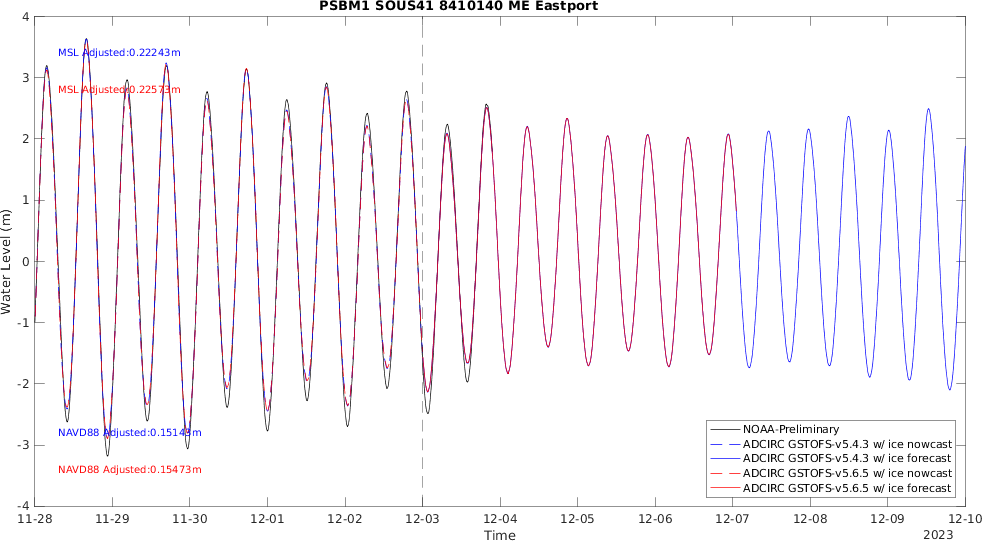 PSBM1 SOUS41 8410140 ME Eastport
4
MSL Adjusted:0.22243m
3
MSL Adjusted:0.22573m
2
1
0
-1
-2
NAVD88 Adjusted:0.15143m
-3
NAVD88 Adjusted:0.15473m
-4
Water Level (m)
NOAA-Preliminary
ADCIRC GSTOFS-v5.4.3 w/ ice nowcast
ADCIRC GSTOFS-v5.4.3 w/ ice forecast
ADCIRC GSTOFS-v5.6.5 w/ ice nowcast
ADCIRC GSTOFS-v5.6.5 w/ ice forecast
11-28 11-29 11-30 12-01 12-02 12-03 12-04 12-05 12-06 12-07 12-08 12-09 12-10
Time
2023